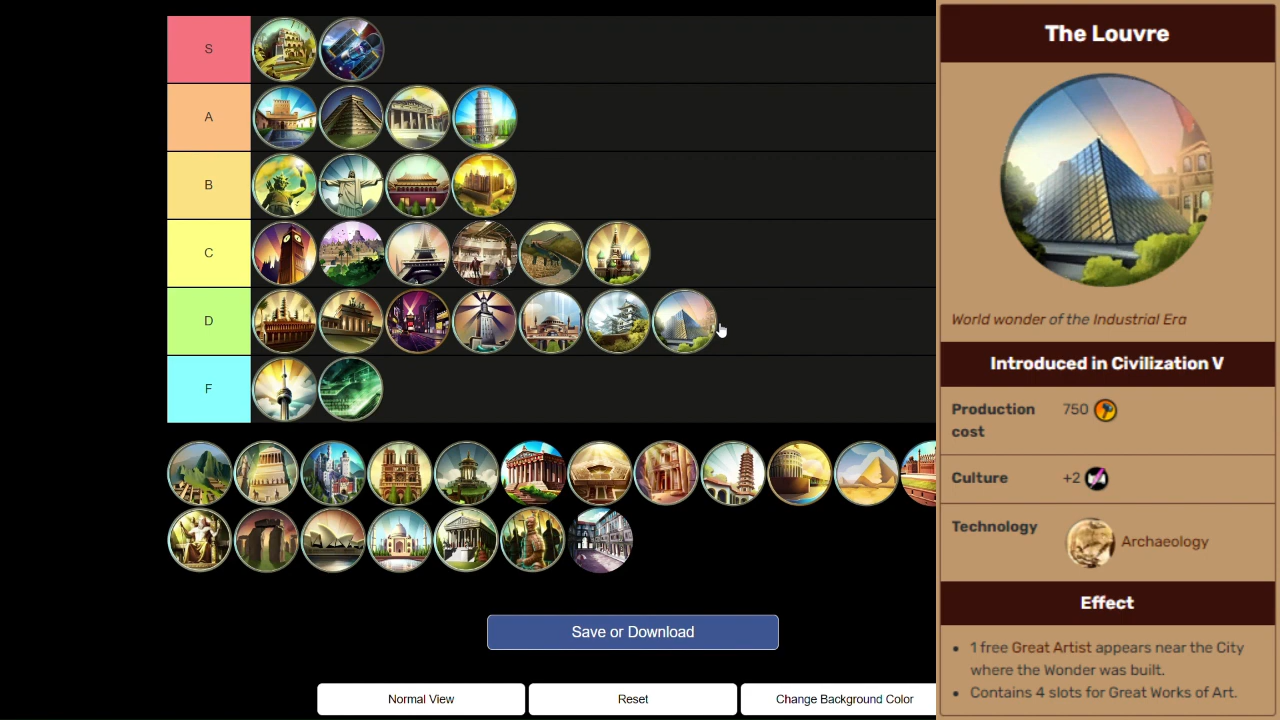 S
A
B
C
D
F
Save or Download
Normal View
Reset
Change Background Color
The Louvre
World wonder of the Industrial Era
Introduced in Civilization V
Production
cost
750
Culture
+2
Technology
Archaeology
Effect
• 1 free Great Artist appears near the City
where the Wonder was built.
• Contains 4 slots for Great Works of Art.